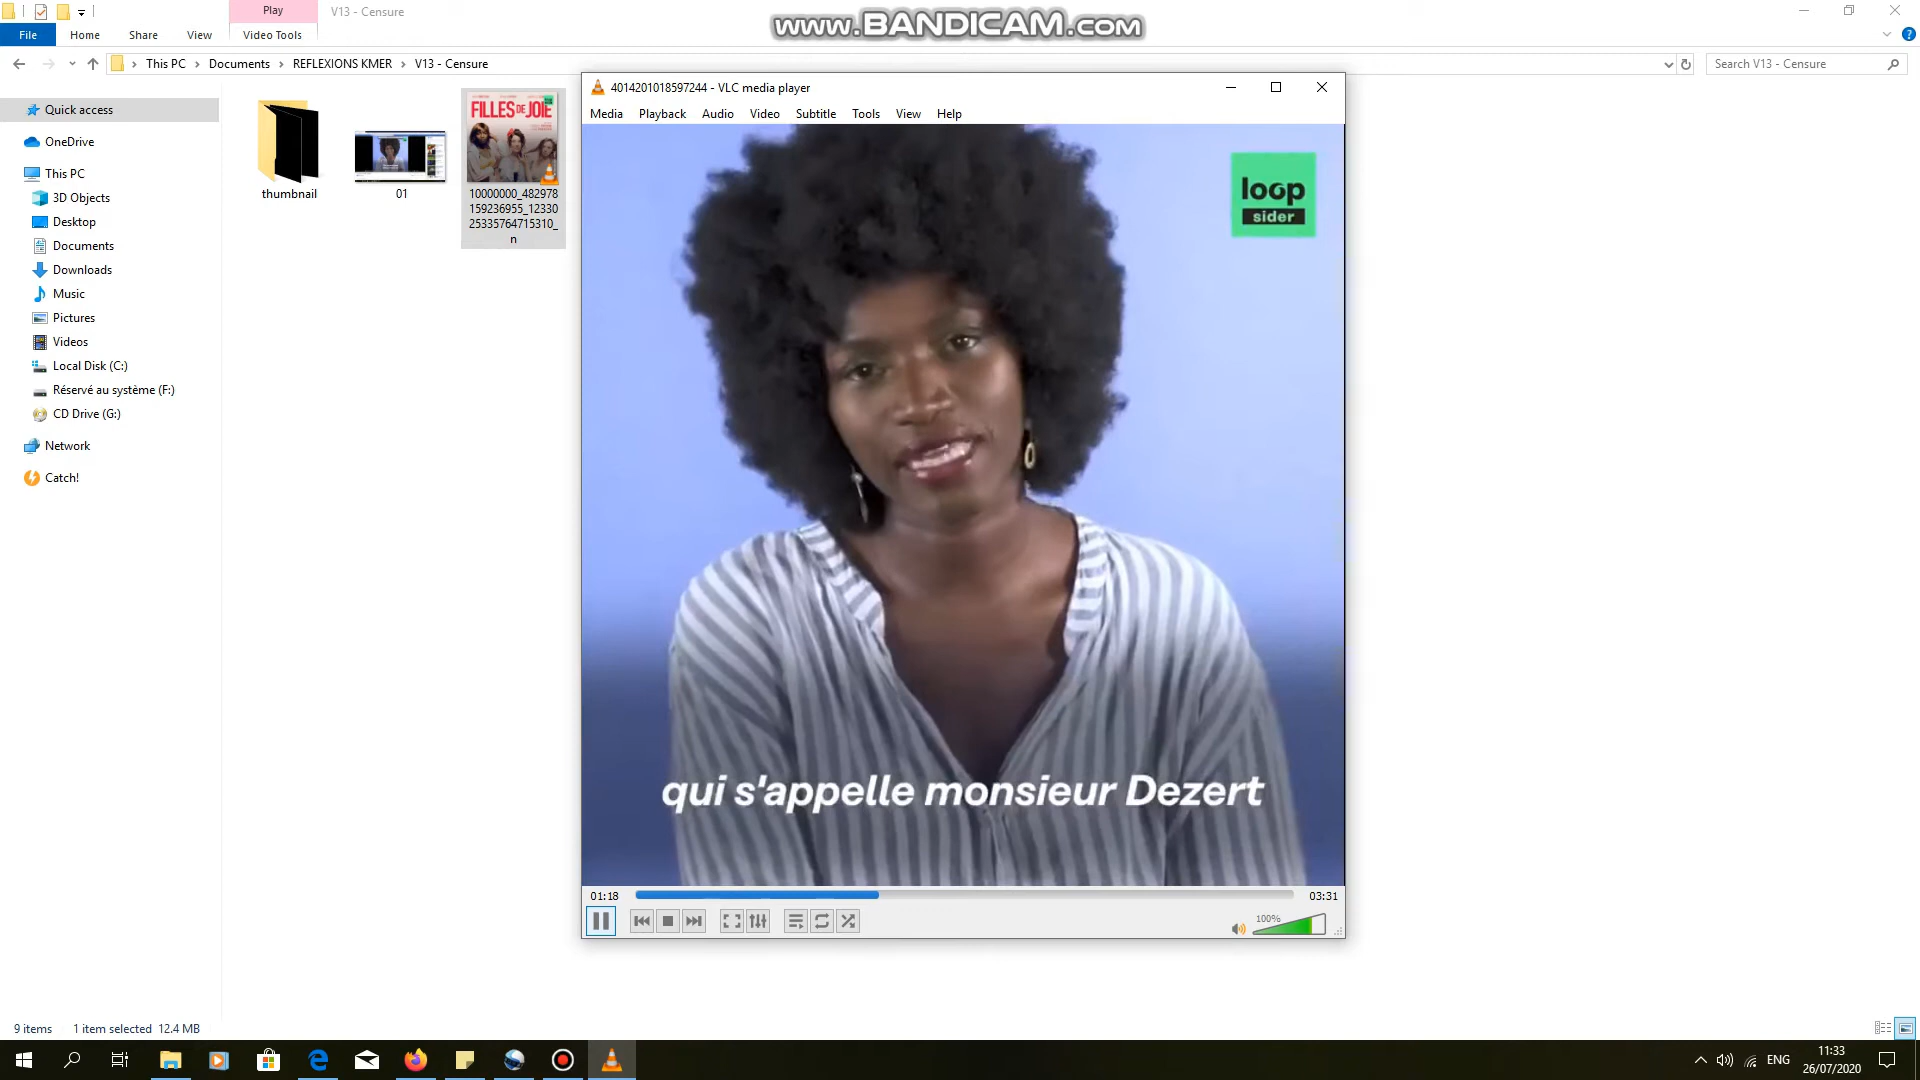 Play
V13 - Censure
www.BANDICAM.com
File
Home
Share
View
Video Tools
This PC
Documents
REFLEXIONS KMER
V13 - Censure
Search V13 - Censure
Quick access
OneDrive
This PC
3D Objects
Desktop
Documents
Downloads
Music
Pictures
Videos
Local Disk (C:)
Réservé au système (F:)
CD Drive (G:)
Network
Catch!
thumbnail
01
FILLES DE JOIE
10000000_482978
159236955_12330
25335764715310_
n
4014201018597244 - VLC media player
Media
Playback
Audio
Video
Subtitle
Tools
View
Help
loop
sider
qui s'appelle monsieur Dezert
01:18
03:31
100%
9 items
1 item selected
12.4 MB
ENG
11:33
26/07/2020